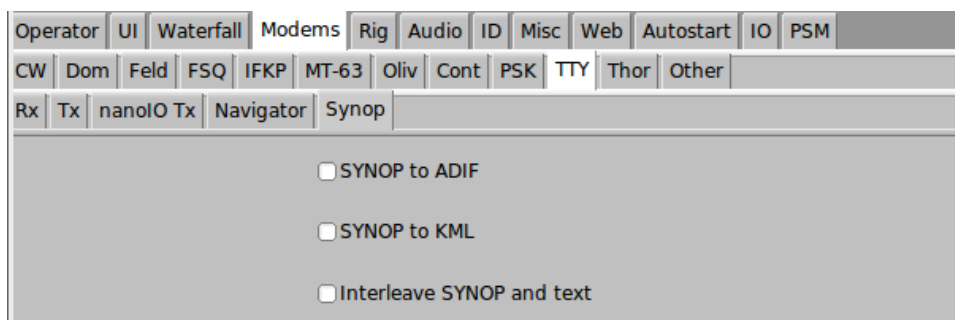 Operator UI Waterfall Modems Rig Audio ID Misc Web Autostart IO PSM
CW Dom Feld FSQ IFKP MT-63 Oliv Cont PSK TTY Thor Other
Rx Tx nanoIO Tx Navigator Synop
SYNOP to ADIF
SYNOP to KML
Interleave SYNOP and text